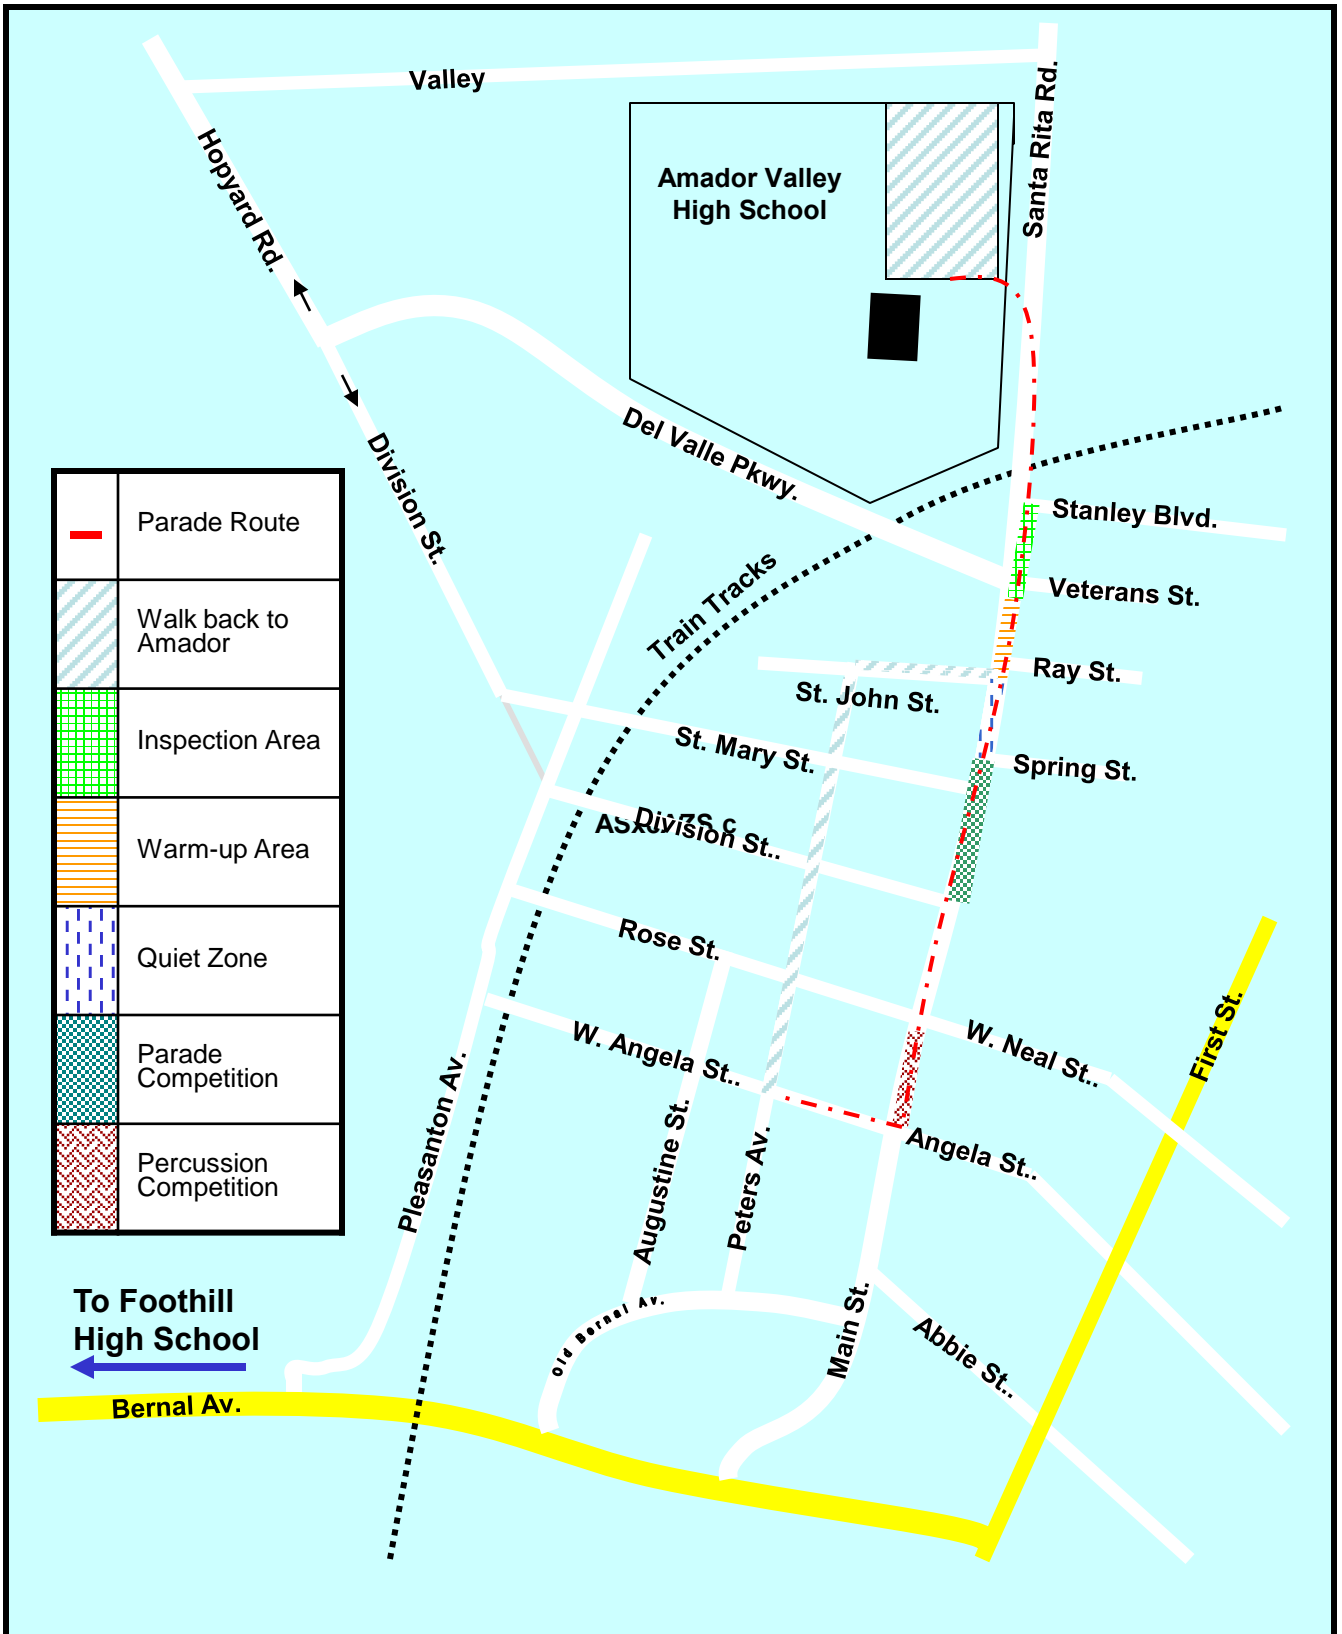 Valley
Santa Rita Rd.
Hopyard Rd.
Amador Valley
High School
Del Valle Pkwy.
Division St.
Stanley Blvd.
Parade Route
Train Tracks
Veterans St.
Walk back to
Amador
Ray St.
St. John St.
Inspection Area
St. Mary St.
Spring St.
Division St..
Warm-up Area
Rose St.
Quiet Zone
W. Neal St..
First St.
W. Angela St..
Parade
Competition
Pleasanton Av.
Augustine St.
Peters Av.
Angela St..
Percussion
Competition
To Foothill
High School
Old Bernal Av.
Main St.
Abbie St..
Bernal Av.